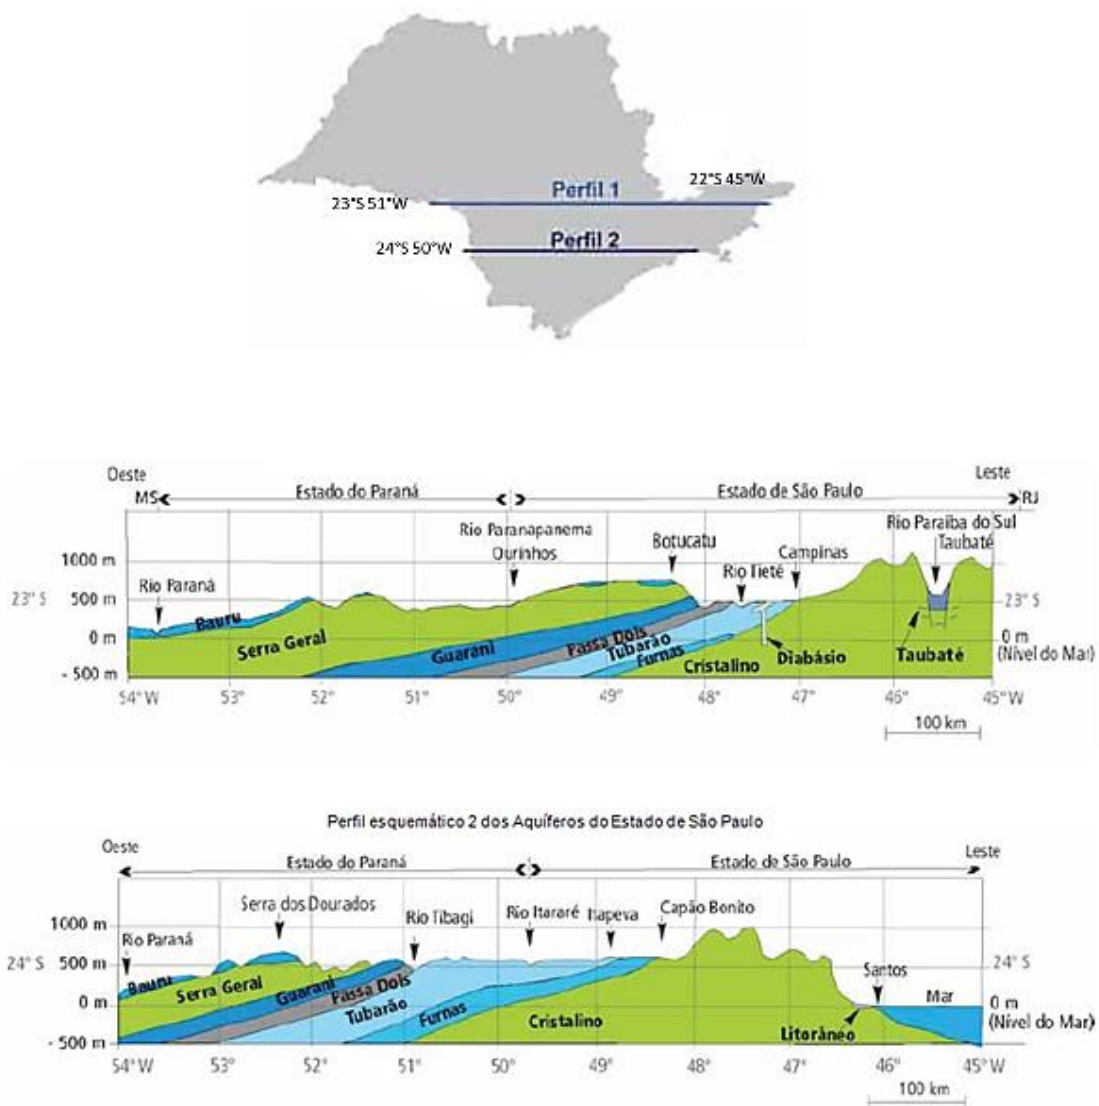 Perfil 1
22°S 45°W
23°S 51°W
Perfil 2
24°S 50°W
Oeste
Leste
MS
Estado do Paraná
Estado de São Paulo
RJ
Rio Paranapanema
Ourinhos
Botucatu
Rio Paraíba do Sul
Taubaté
Campinas
Rio Tietê
Rio Paraná
1000 m
500 m
0 m
- 500 m
23° S
23° S
0 m
(Nível do Mar)
Bauru
Serra Geral
Guarani
Passa Dois
Tubarão
Furnas
Cristalino
Diabásio
Taubaté
54° W
53°
52°
51°
50°
49°
48°
47°
46°
45°W
100 km
Perfil esquemático 2 dos Aquíferos do Estado de São Paulo
Oeste
Leste
Estado do Paraná
Estado de São Paulo
Serra dos Dourados
Rio Tibagi
Rio Itararé
Itapeva
Capão Bonito
Rio Paraná
Santos
Mar
1000 m
500 m
0 m
- 500 m
24° S
24° S
0 m
(Nível do Mar)
Bauru
Serra Geral
Guarani
Passa Dois
Tubarão
Furnas
Cristalino
Litorâneo
54° W
53°
52°
51°
50°
49°
48°
47°
46°
45°W
100 km